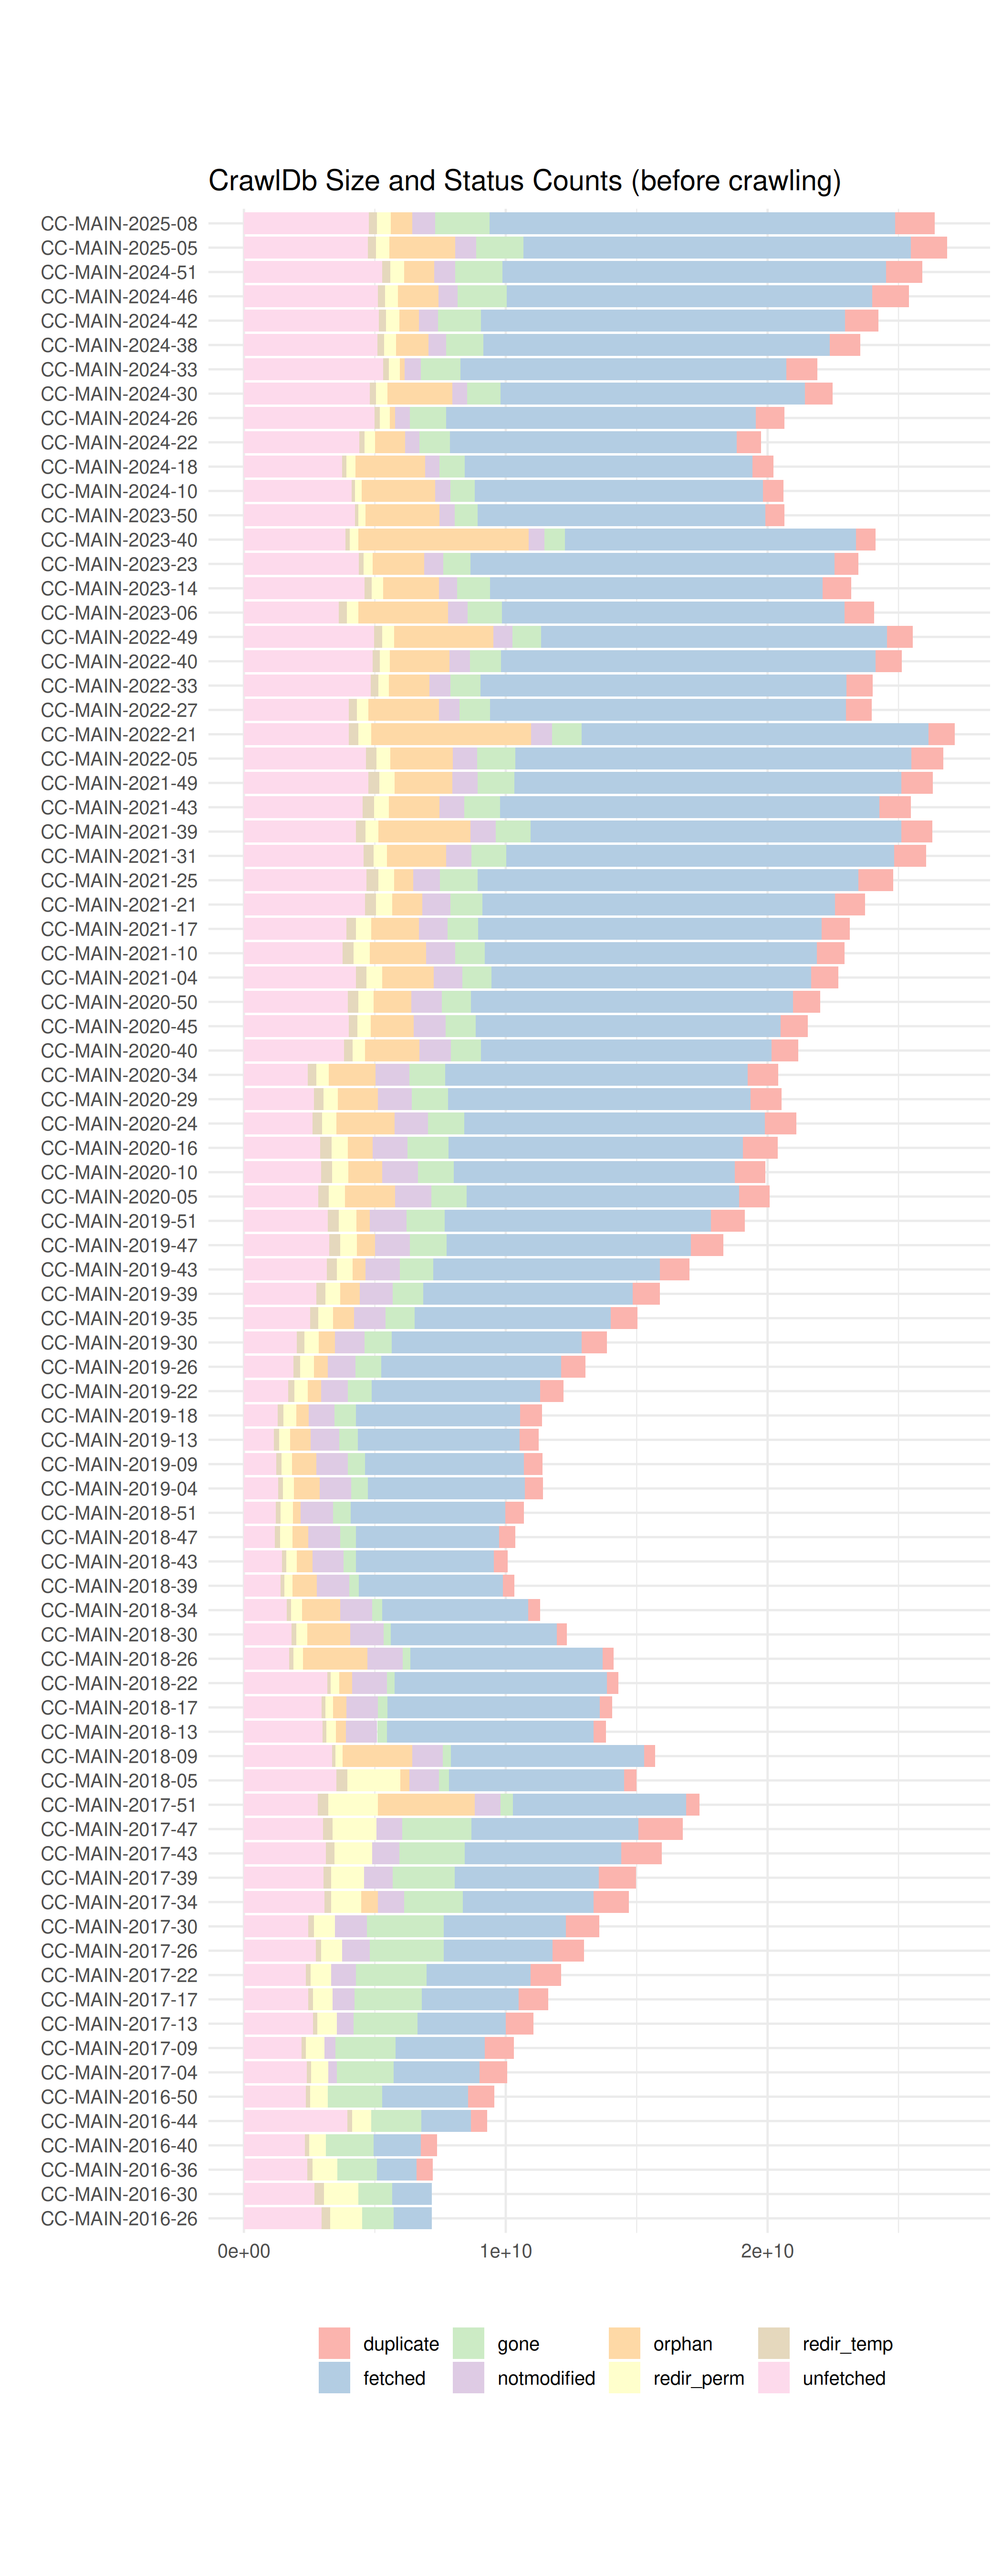 CrawlDb Size and Status Counts (before crawling)
CC-MAIN-2025-08
CC-MAIN-2025-05
CC-MAIN-2024-51
CC-MAIN-2024-46
CC-MAIN-2024-42
CC-MAIN-2024-38
CC-MAIN-2024-33
CC-MAIN-2024-30
CC-MAIN-2024-26
CC-MAIN-2024-22
CC-MAIN-2024-18
CC-MAIN-2024-10
CC-MAIN-2023-50
CC-MAIN-2023-40
CC-MAIN-2023-23
CC-MAIN-2023-14
CC-MAIN-2023-06
CC-MAIN-2022-49
CC-MAIN-2022-40
CC-MAIN-2022-33
CC-MAIN-2022-27
CC-MAIN-2022-21
CC-MAIN-2022-05
CC-MAIN-2021-49
CC-MAIN-2021-43
CC-MAIN-2021-39
CC-MAIN-2021-31
CC-MAIN-2021-25
CC-MAIN-2021-21
CC-MAIN-2021-17
CC-MAIN-2021-10
CC-MAIN-2021-04
CC-MAIN-2020-50
CC-MAIN-2020-45
CC-MAIN-2020-40
CC-MAIN-2020-34
CC-MAIN-2020-29
CC-MAIN-2020-24
CC-MAIN-2020-16
CC-MAIN-2020-10
CC-MAIN-2020-05
CC-MAIN-2019-51
CC-MAIN-2019-47
CC-MAIN-2019-43
CC-MAIN-2019-39
CC-MAIN-2019-35
CC-MAIN-2019-30
CC-MAIN-2019-26
CC-MAIN-2019-22
CC-MAIN-2019-18
CC-MAIN-2019-13
CC-MAIN-2019-09
CC-MAIN-2019-04
CC-MAIN-2018-51
CC-MAIN-2018-47
CC-MAIN-2018-43
CC-MAIN-2018-39
CC-MAIN-2018-34
CC-MAIN-2018-30
CC-MAIN-2018-26
CC-MAIN-2018-22
CC-MAIN-2018-17
CC-MAIN-2018-13
CC-MAIN-2018-09
CC-MAIN-2018-05
CC-MAIN-2017-51
CC-MAIN-2017-47
CC-MAIN-2017-43
CC-MAIN-2017-39
CC-MAIN-2017-34
CC-MAIN-2017-30
CC-MAIN-2017-26
CC-MAIN-2017-22
CC-MAIN-2017-17
CC-MAIN-2017-13
CC-MAIN-2017-09
CC-MAIN-2017-04
CC-MAIN-2016-50
CC-MAIN-2016-44
CC-MAIN-2016-40
CC-MAIN-2016-36
CC-MAIN-2016-30
CC-MAIN-2016-26
0e+00 1e+10 2e+10
duplicate gone orphan redir_temp
fetched notmodified redir_perm unfetched